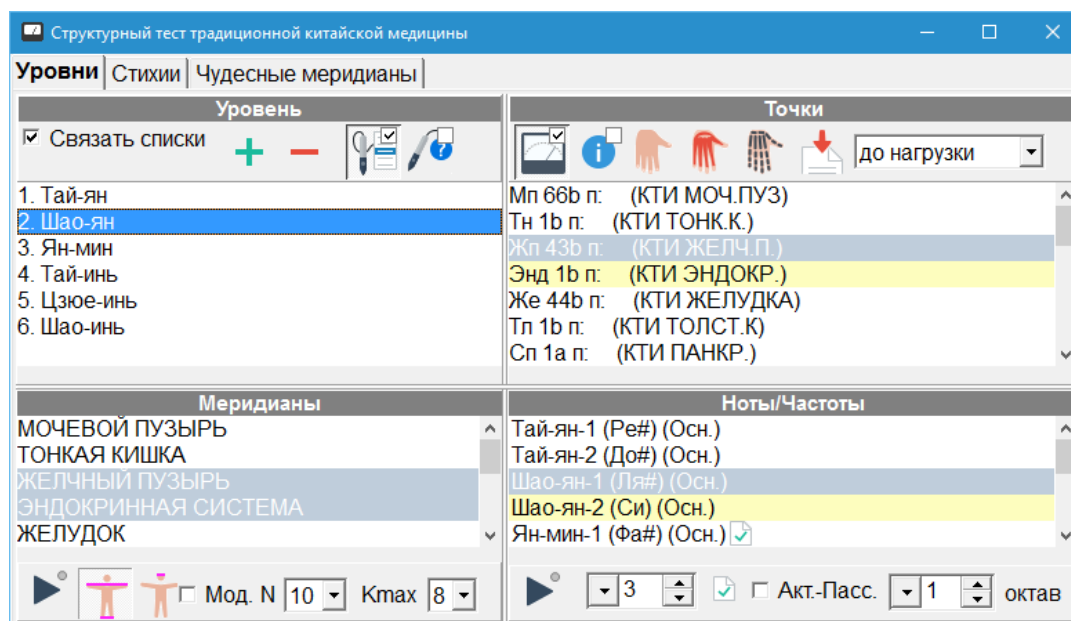 Структурный тест традиционной китайской медицины
Уровни Стихии Чудесные меридианы
Уровень
Связать списки
1. Тай-ян
2. Шао-ян
3. Ян-мин
4. Тай-инь
5. Цзюе-инь
6. Шао-инь
Точки
до нагрузки
Мп 66b п: (КТИ МОЧ.ПУЗ)
Тн 1b п: (КТИ ТОНК.К.)
Жп 43b п: (КТИ ЖЕЛЧ.П.)
Энд 1b п: (КТИ ЭНДОКР.)
Же 44b п: (КТИ ЖЕЛУДКА)
Тл 1b п: (КТИ ТОЛСТ.К)
Сп 1a п: (КТИ ПАНКР.)
Меридианы
МОЧЕВОЙ ПУЗЫРЬ
ТОНКАЯ КИШКА
ЖЕЛЧНЫЙ ПУЗЫРЬ
ЭНДОКРИННАЯ СИСТЕМА
ЖЕЛУДОК
Мод. N 10 Kmax 8
Ноты/Частоты
Тай-ян-1 (Ре#) (Осн.)
Тай-ян-2 (До#) (Осн.)
Шао-ян-1 (Ля#) (Осн.)
Шао-ян-2 (Си) (Осн.)
Ян-мин-1 (Фа#) (Осн.)
3 Акт.-Пасс. 1 октав